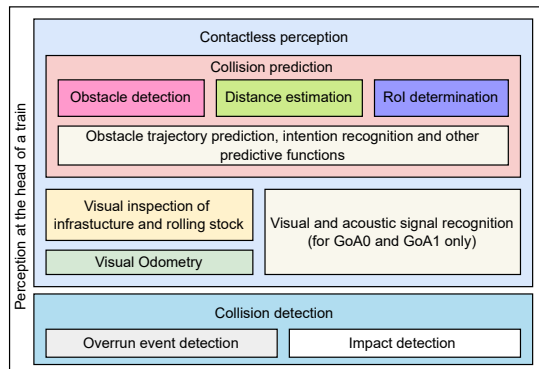 Perception at the head of a train
Contactless perception
Collision prediction
Obstacle detection
Distance estimation
RoI determination
Obstacle trajectory prediction, intention recognition and other
predictive functions
Visual inspection of
infrastucture and rolling stock
Visual Odometry
Visual and acoustic signal recognition
(for GoA0 and GoA1 only)
Collision detection
Overrun event detection
Impact detection